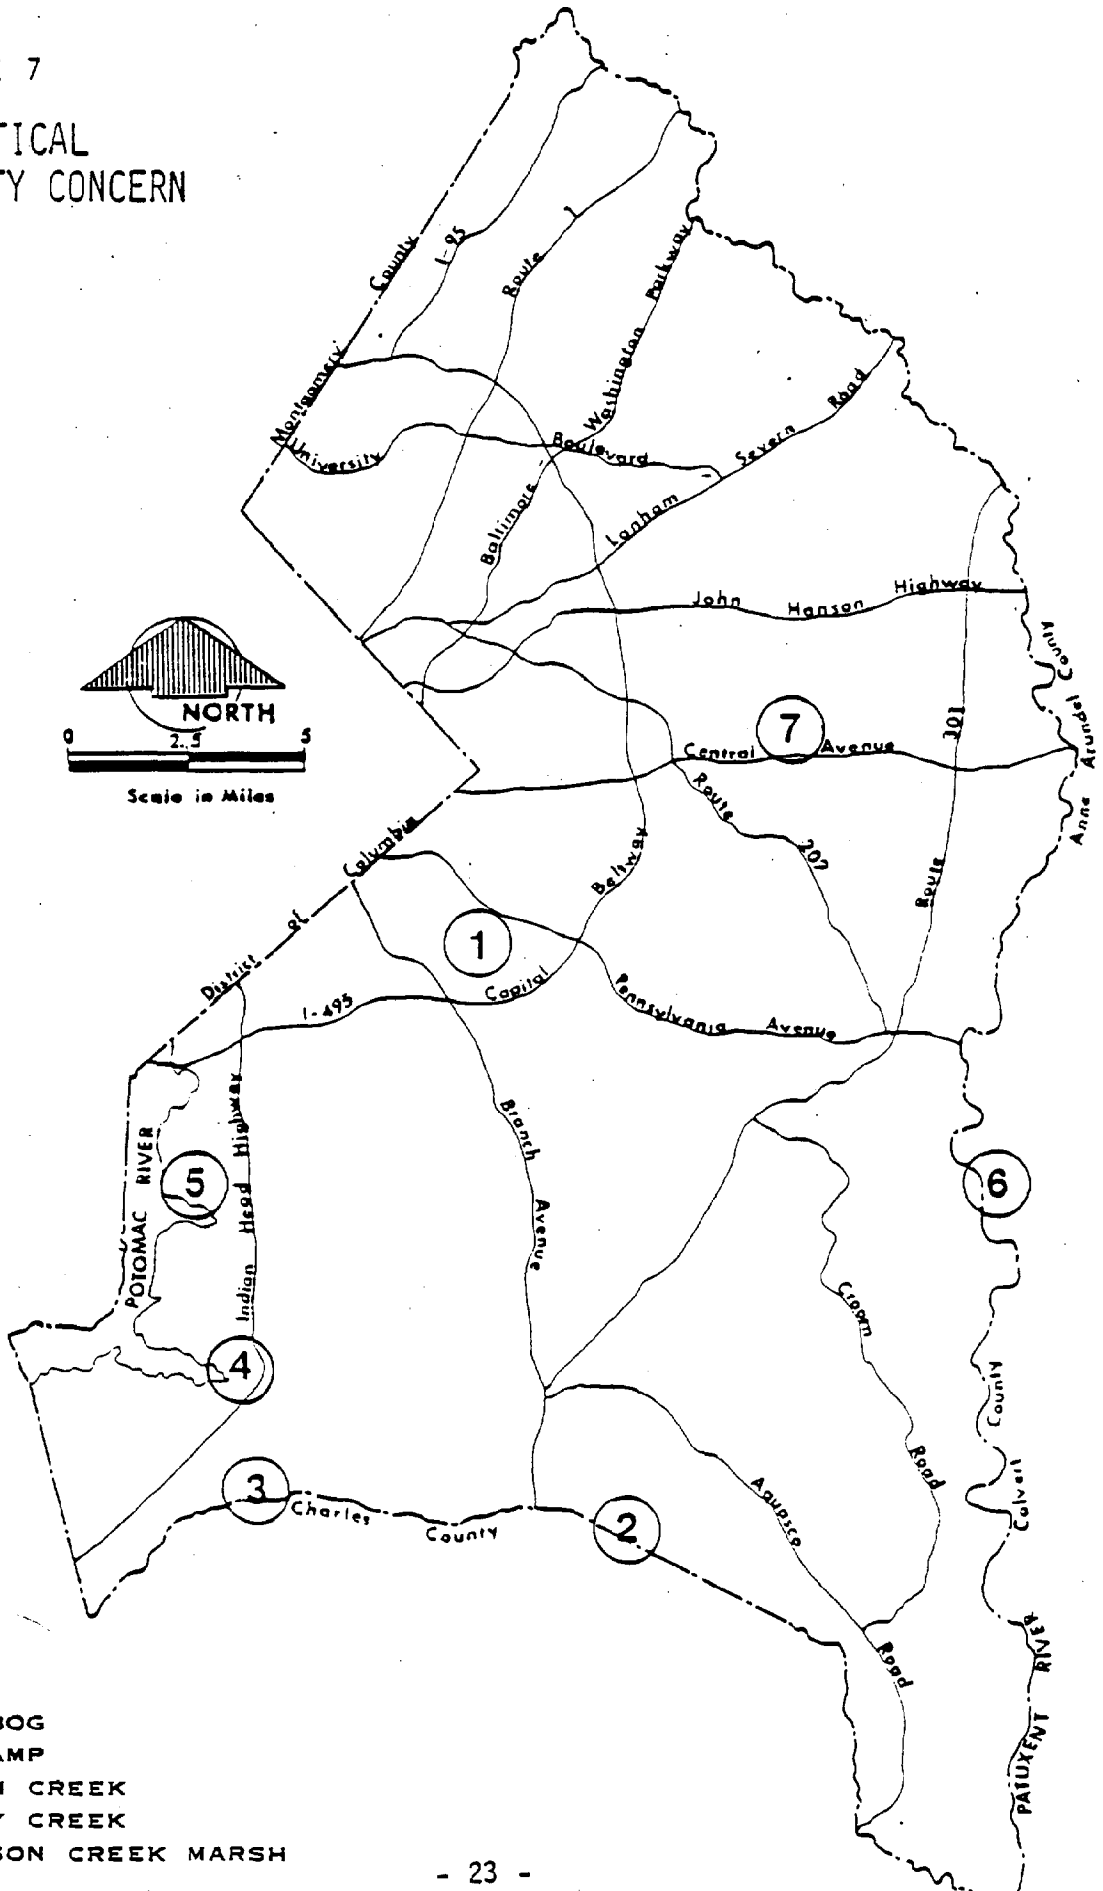 7
TICAL
TY CONCERN
Montgomery County
I-95
Route 1
Baltimore Washington Parkway
University Boulevard
Lanham Severn Road
John Hanson Highway
Anne Arundel County
NORTH
0 2.5 5
Scale in Miles
7
Central Avenue
Route 202
Route 301
District of Columbia
1
Capital Beltway
I-495
Pennsylvania Avenue
POTOMAC RIVER
5
Indian Head Highway
Branch Avenue
6
Croom Road
4
Calvert County
3
Charles County
2
Aquasco Road
PATUXENT RIVER
BOG
AMP
CREEK
Y CREEK
SON CREEK MARSH
- 23 -